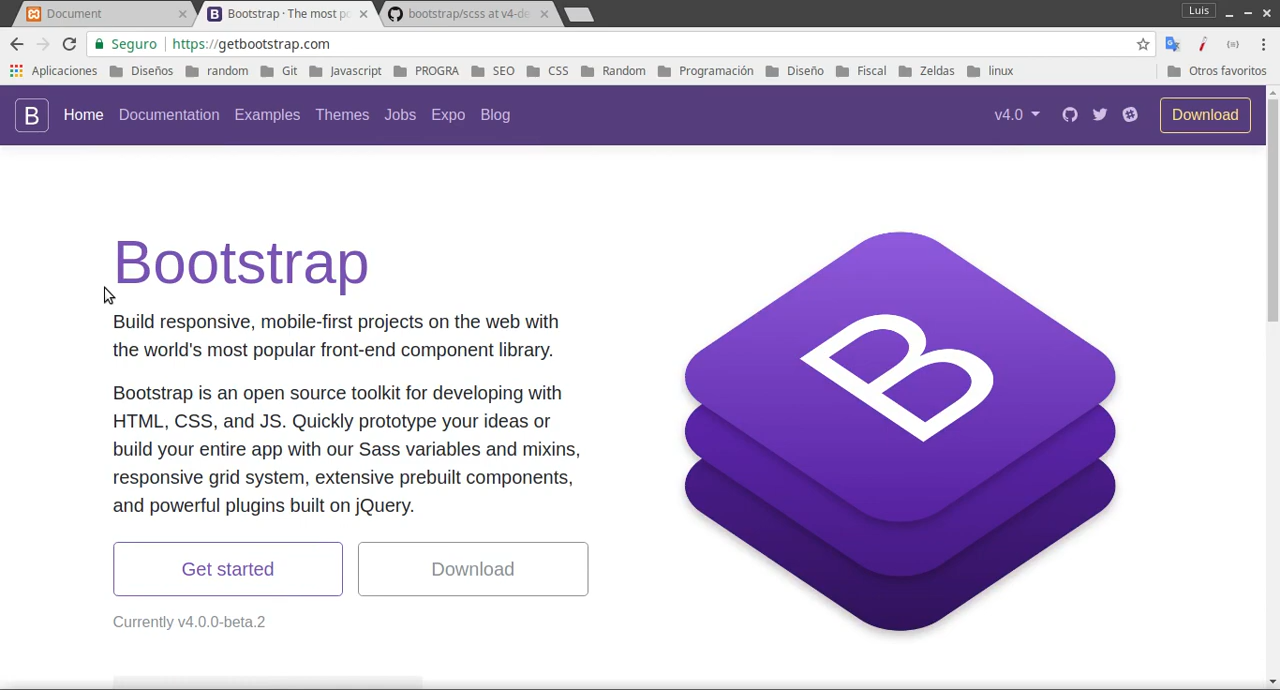 Document
Bootstrap · The most po
bootstrap/scss at v4-de
Luis
Seguro
https://getbootstrap.com
Aplicaciones Diseños random Git Javascript PROGRA SEO CSS Random Programación Diseño Fiscal Zeldas linux Otros favoritos
B Home Documentation Examples Themes Jobs Expo Blog v4.0 Download
Bootstrap
Build responsive, mobile-first projects on the web with
the world's most popular front-end component library.
Bootstrap is an open source toolkit for developing with
HTML, CSS, and JS. Quickly prototype your ideas or
build your entire app with our Sass variables and mixins,
responsive grid system, extensive prebuilt components,
and powerful plugins built on jQuery.
Get started
Download
Currently v4.0.0-beta.2
B